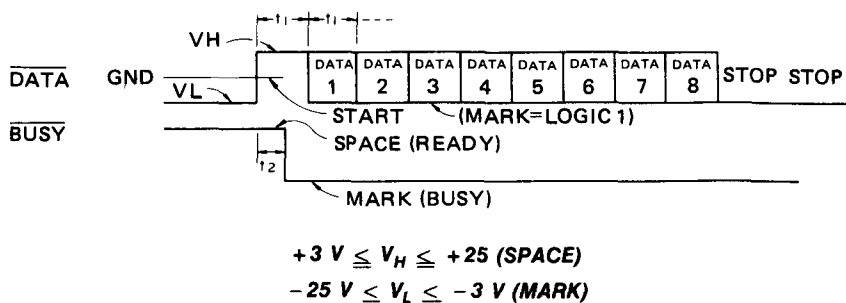 t1 t1
VH
DATA GND DATA 1 DATA 2 DATA 3 DATA 4 DATA 5 DATA 6 DATA 7 DATA 8 STOP STOP
VL
START (MARK=LOGIC 1)
BUSY
SPACE (READY)
t2
MARK (BUSY)
+3 V ≦ VH ≦ +25 (SPACE)
−25 V ≤ VL ≤ −3 V (MARK)